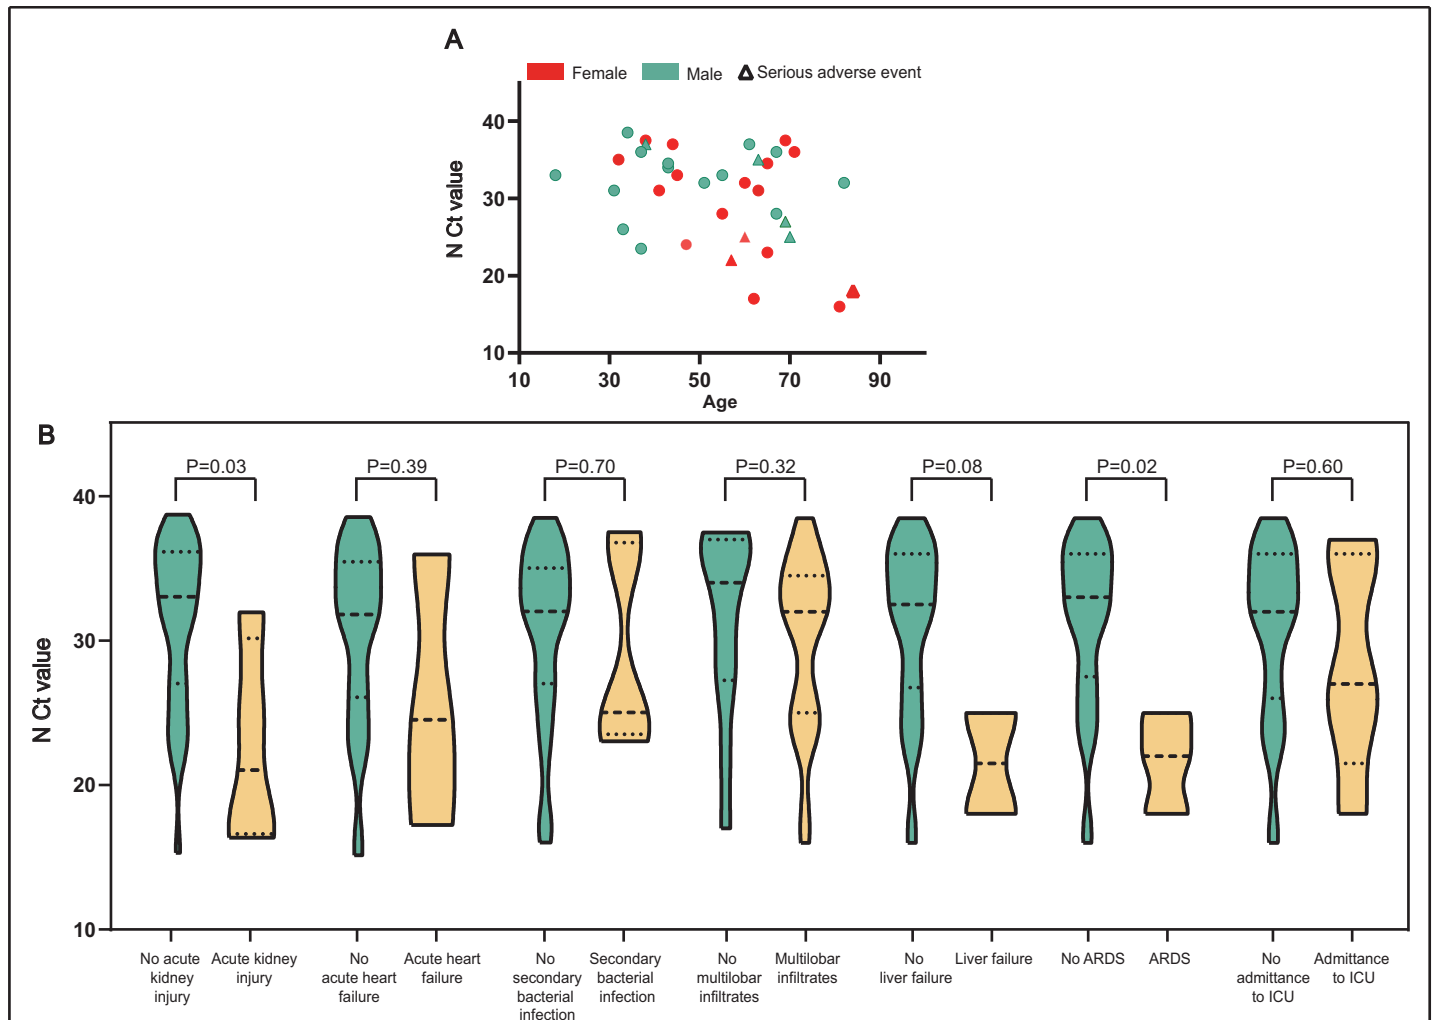 A
Female Male Serious adverse event
40
30
20
10
N Ct value
10 30 50 70 90
Age
B
P=0.03 P=0.39 P=0.70 P=0.32 P=0.08 P=0.02 P=0.60
40
30
20
10
N Ct value
No acute
kidney
injury
Acute kidney
injury
No
acute heart
failure
Acute heart
failure
No
secondary
bacterial
infection
Secondary
bacterial
infection
No
multilobar
infiltrates
Multilobar
infiltrates
No
liver failure
Liver failure
No ARDS
ARDS
No
admittance
to ICU
Admittance
to ICU